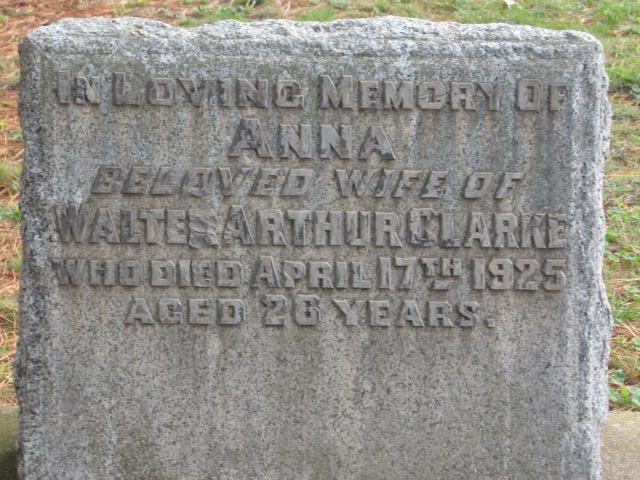 IN LOVING MEMORY OF
ANNA
BELOVED WIFE OF
WALTER ARTHUR CLARKE
WHO DIED APRIL 17TH 1925
AGED 26 YEARS.